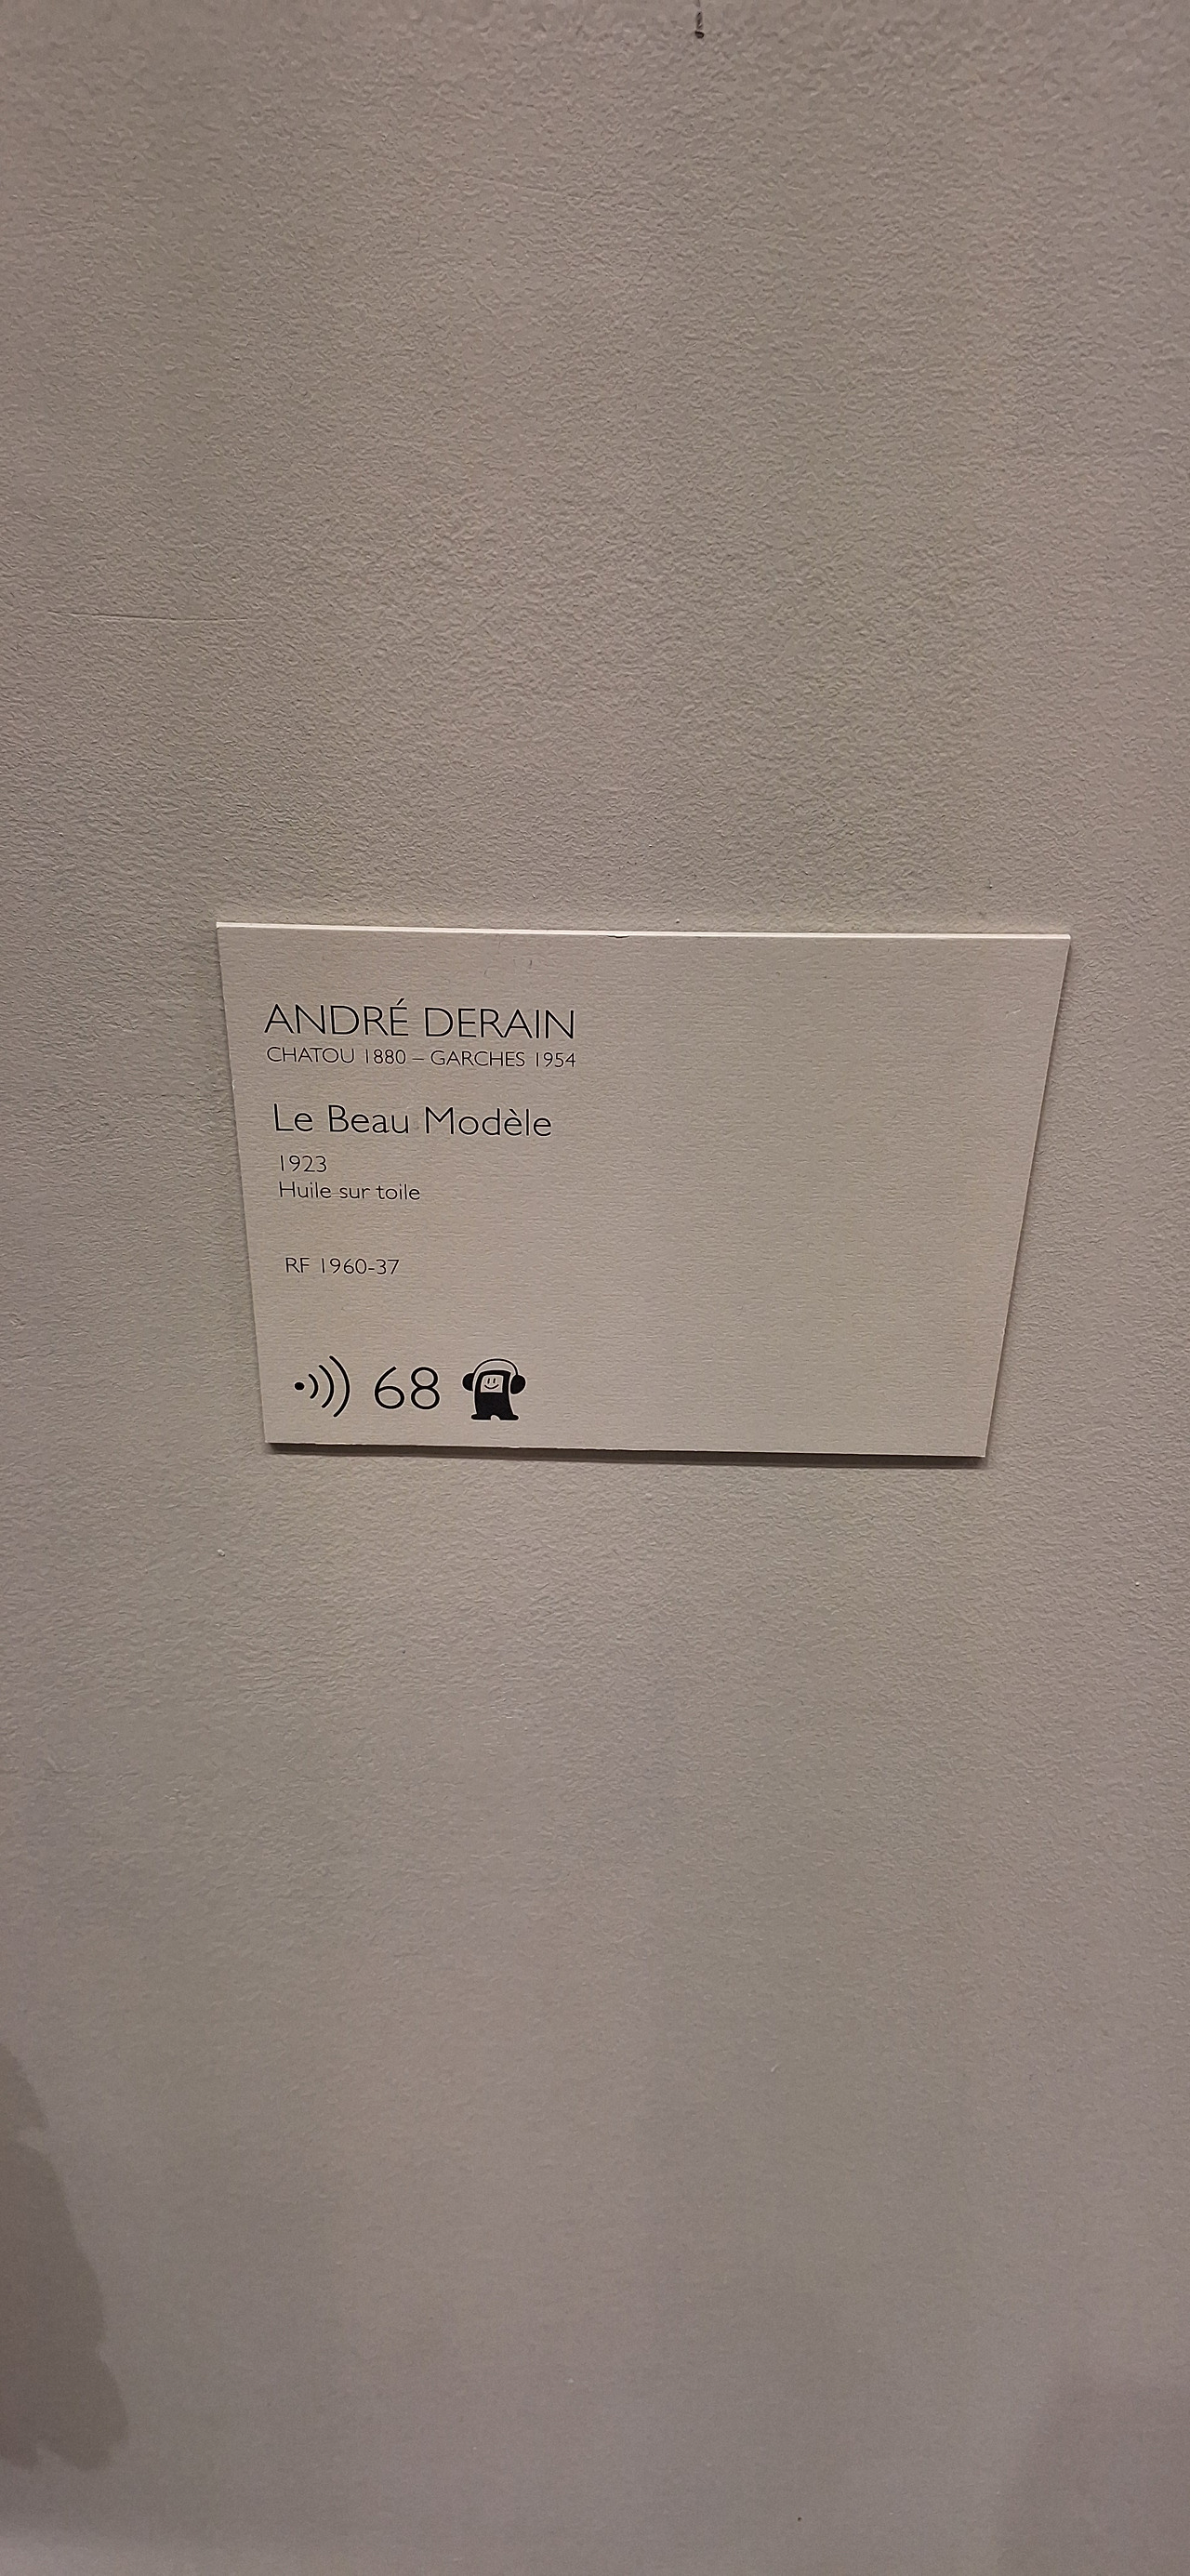 ANDRÉ DERAIN
CHATOU 1880 – GARCHES 1954
Le Beau Modèle
1923
Huile sur toile
RF 1960-37
68